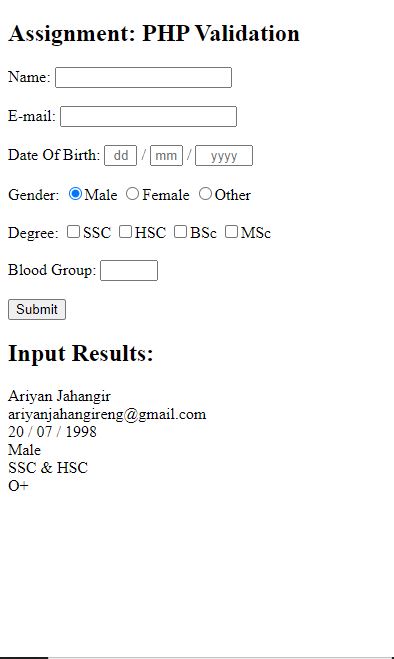 Assignment: PHP Validation
Name:
E-mail:
Date Of Birth: dd / mm / yyyy
Gender: Male Female Other
Degree: SSC HSC BSc MSc
Blood Group:
Submit
Input Results:
Ariyan Jahangir
ariyanjahangireng@gmail.com
20 / 07 / 1998
Male
SSC & HSC
O+